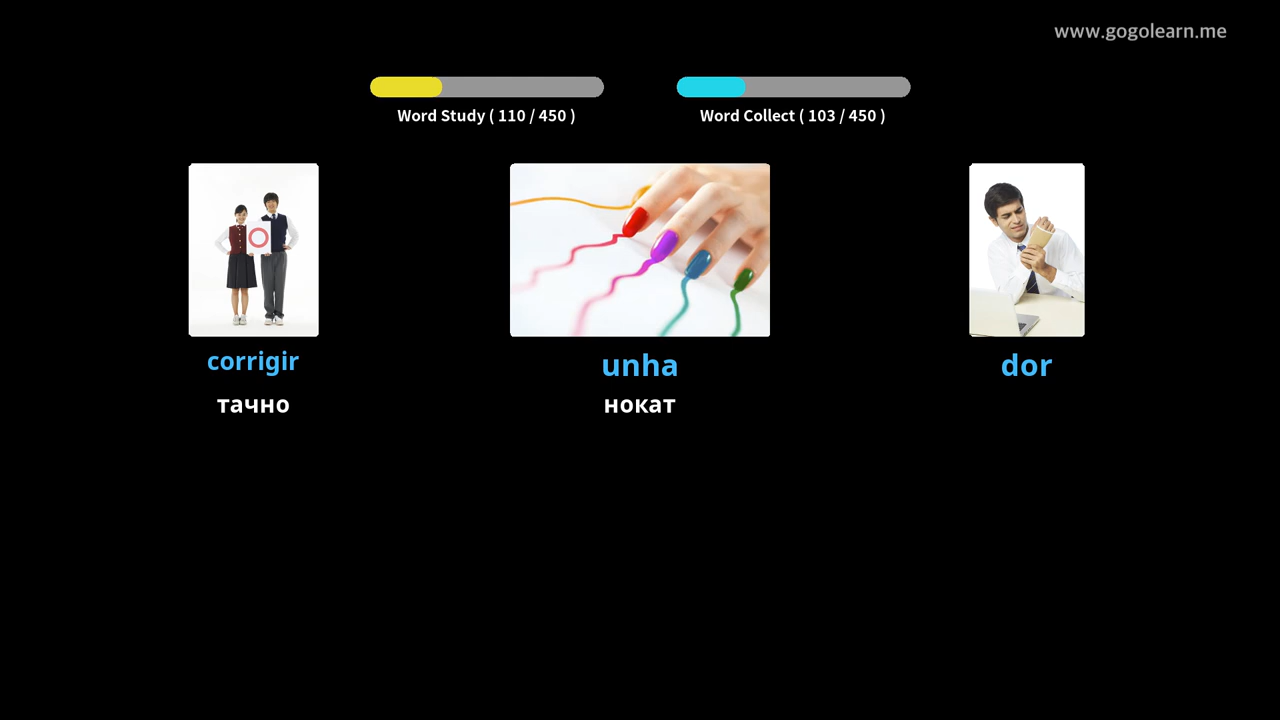 www.gogolearn.me
Word Study ( 110 / 450 )
Word Collect ( 103 / 450 )
corrigir
unha
dor
тачно
нокат